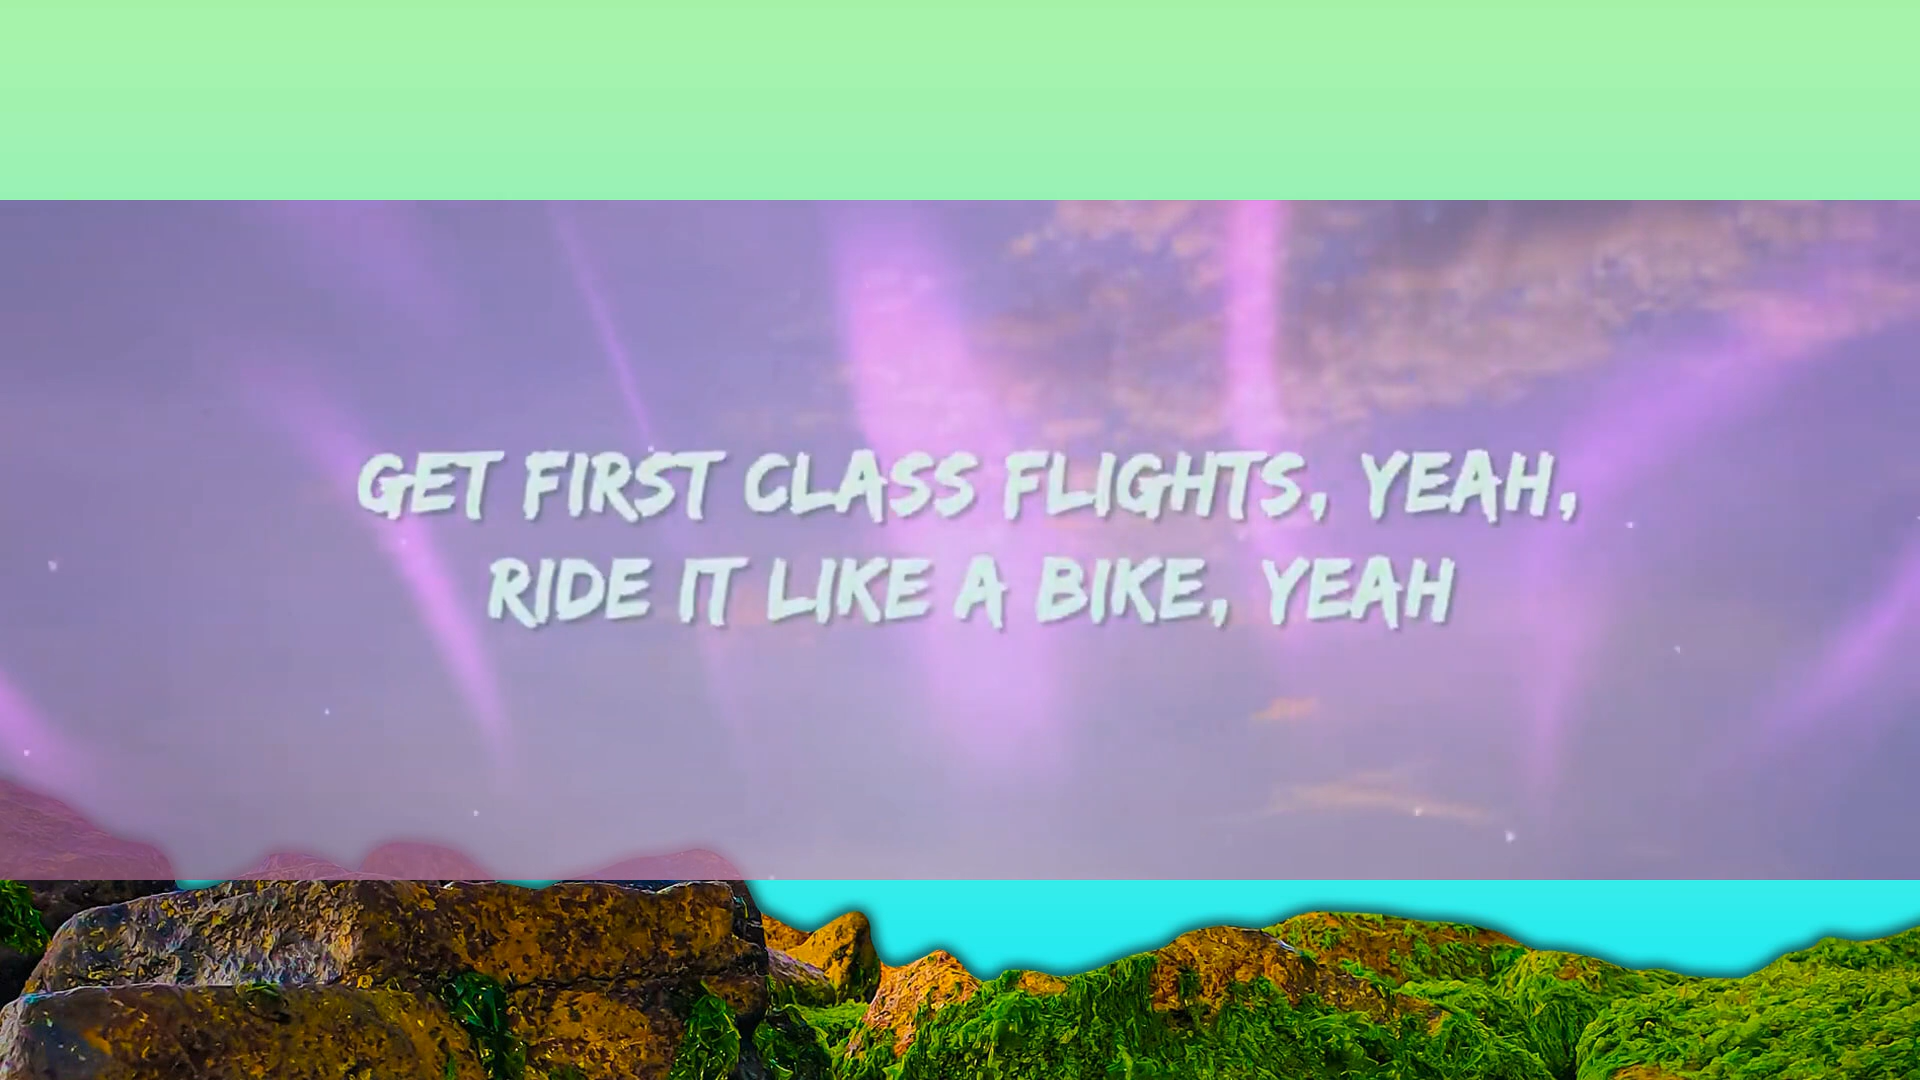 GET FIRST CLASS FLIGHTS, YEAH,
RIDE IT LIKE A BIKE, YEAH